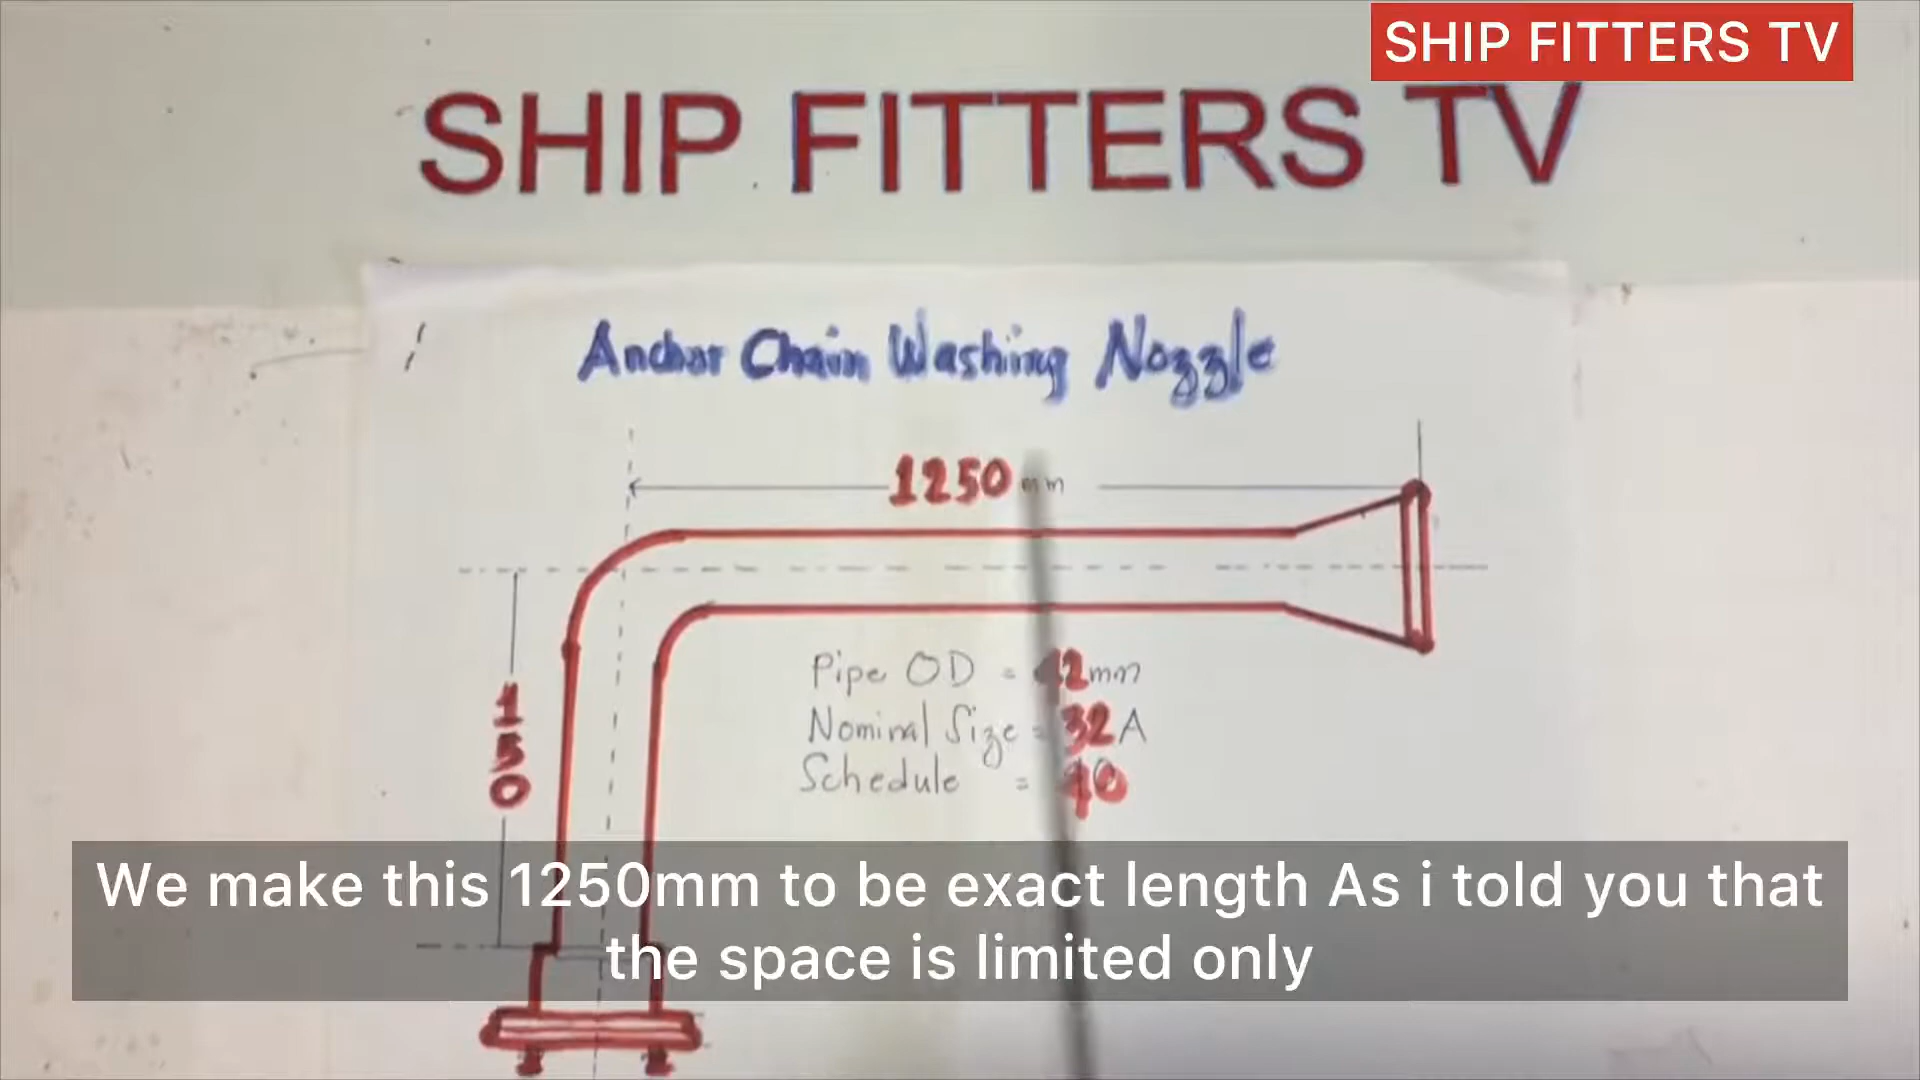 SHIP FITTERS TV
SHIP FITTERS TV
Anchor Chain Washing Nozzle
1250 mm
150
Pipe OD = 42mm
Nominal Size = 32A
Schedule = 40
We make this 1250mm to be exact length As i told you that
the space is limited only